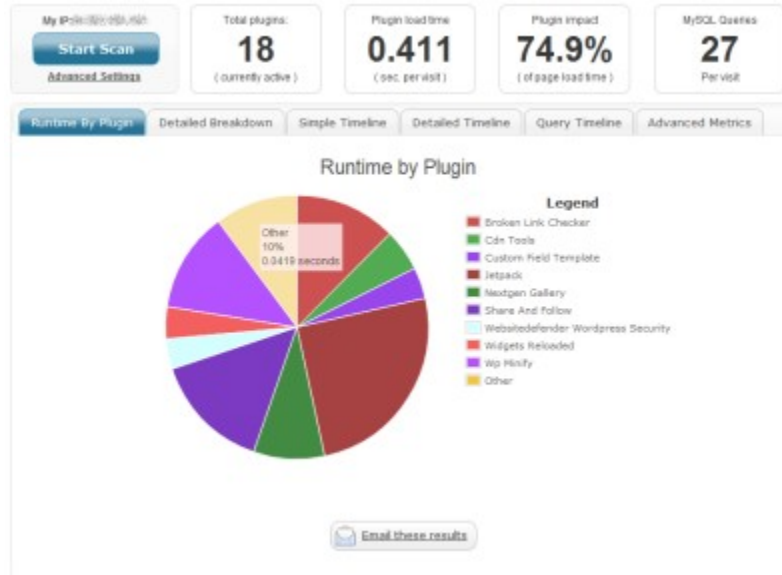 My IP:
Start Scan
Advanced Settings
Total plugins:
18
( currently active )
Plugin load time
0.411
( sec. per visit )
Plugin impact
74.9%
( of page load time )
MySQL Queries
27
Per visit
Runtime By Plugin
Detailed Breakdown
Simple Timeline
Detailed Timeline
Query Timeline
Advanced Metrics
Runtime by Plugin
Other
10%
0.0419 seconds
Legend
Broken Link Checker
Cdn Tools
Custom Field Template
Jetpack
Nextgen Gallery
Share And Follow
Websitedefender Wordpress Security
Widgets Reloaded
Wp Minify
Other
Email these results